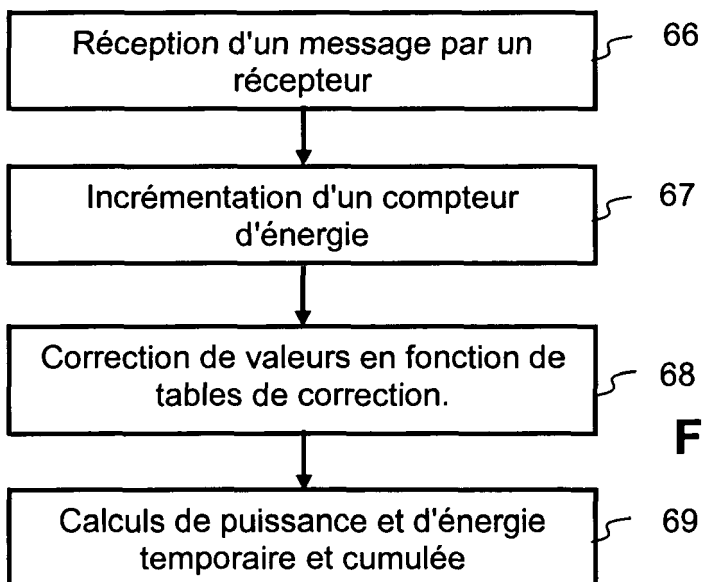 Réception d'un message par un
récepteur
66
Incrémentation d'un compteur
d'énergie
67
Correction de valeurs en fonction de
tables de correction.
68
F
Calculs de puissance et d'énergie
temporaire et cumulée
69